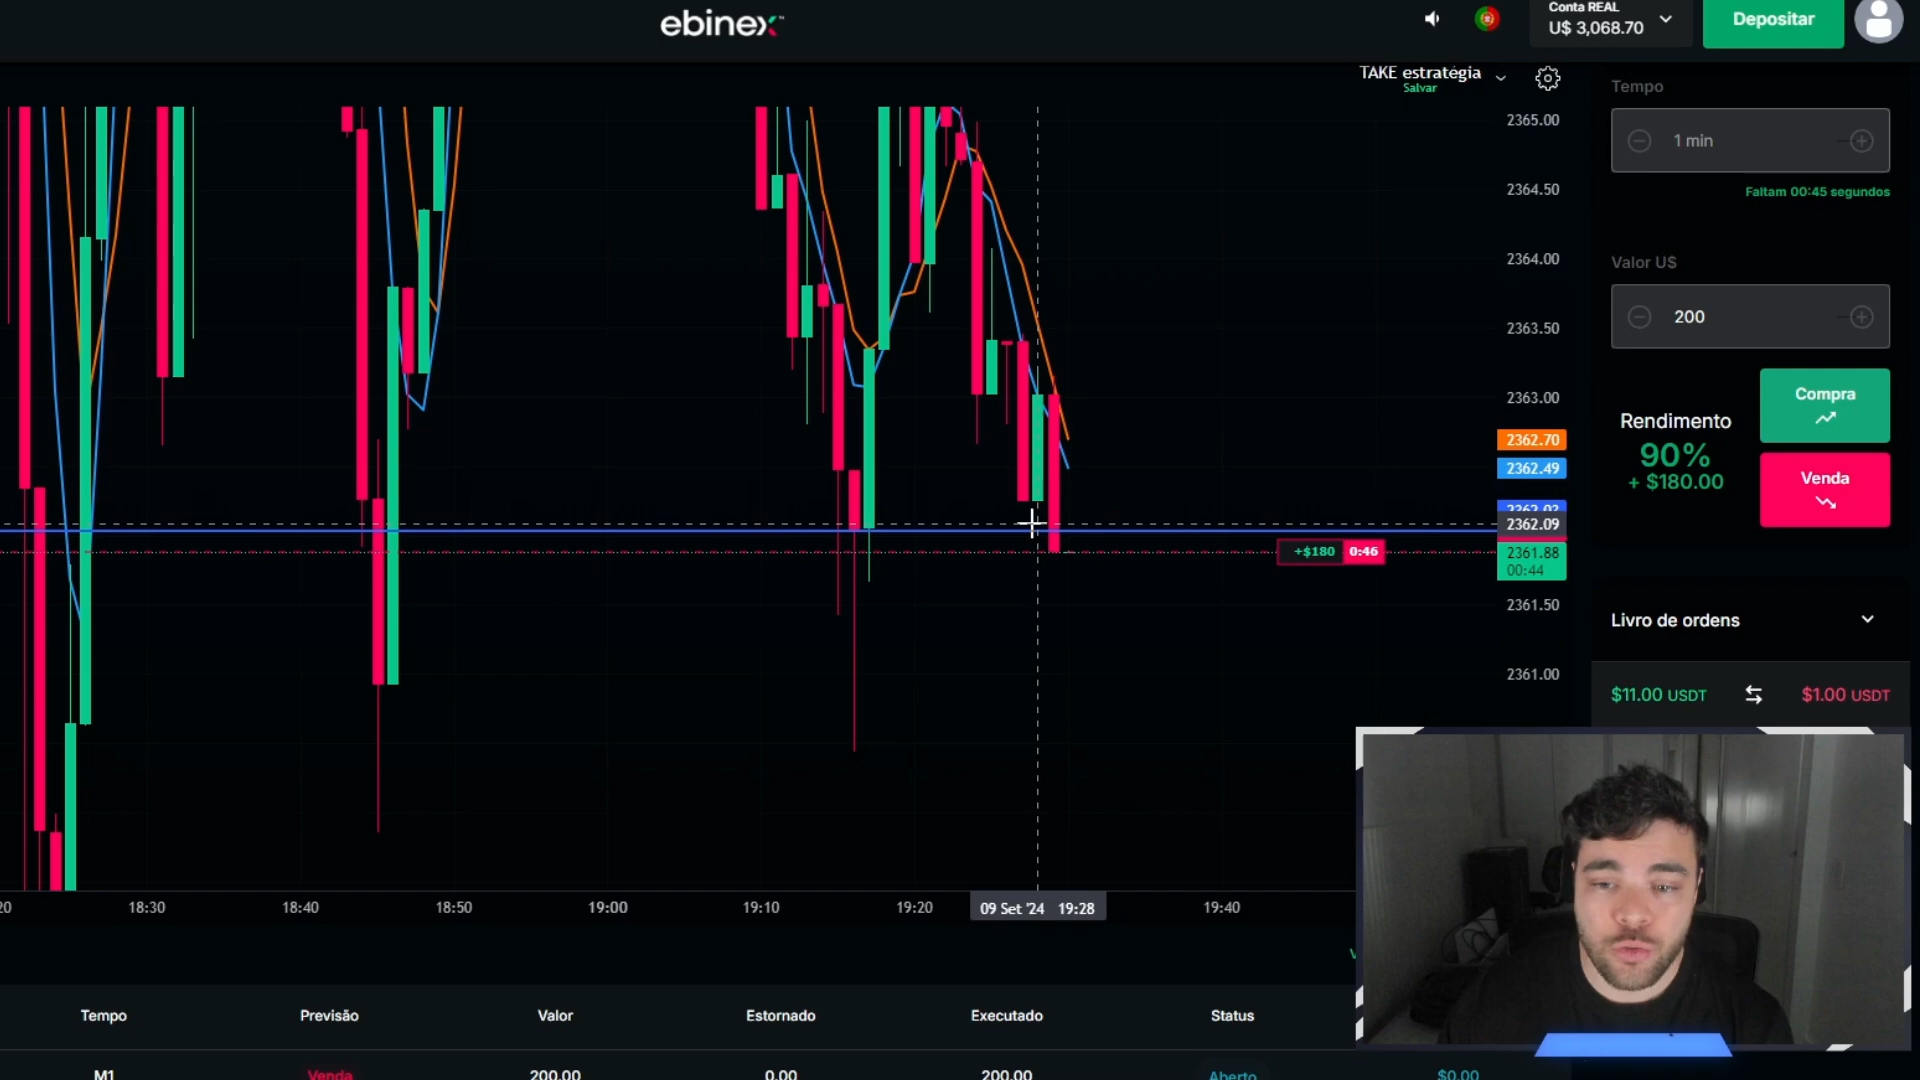 ebinex
Conta REAL
U$ 3,068.70
Depositar
TAKE estratégia
Salvar
Tempo
1 min
Faltam 00:45 segundos
Valor U$
200
Compra
Rendimento
90%
+ $180.00
Venda
2365.00
2364.50
2364.00
2363.50
2363.00
2362.70
2362.49
2362.02
2362.09
+$180 0:46
2361.88
00:44
2361.50
2361.00
Livro de ordens
$11.00 USDT
$1.00 USDT
20
18:30
18:40
18:50
19:00
19:10
19:20
09 Set '24 19:28
19:40
Tempo
Previsão
Valor
Estornado
Executado
Status
M1
Venda
200.00
0.00
200.00
Aberto
$0.00